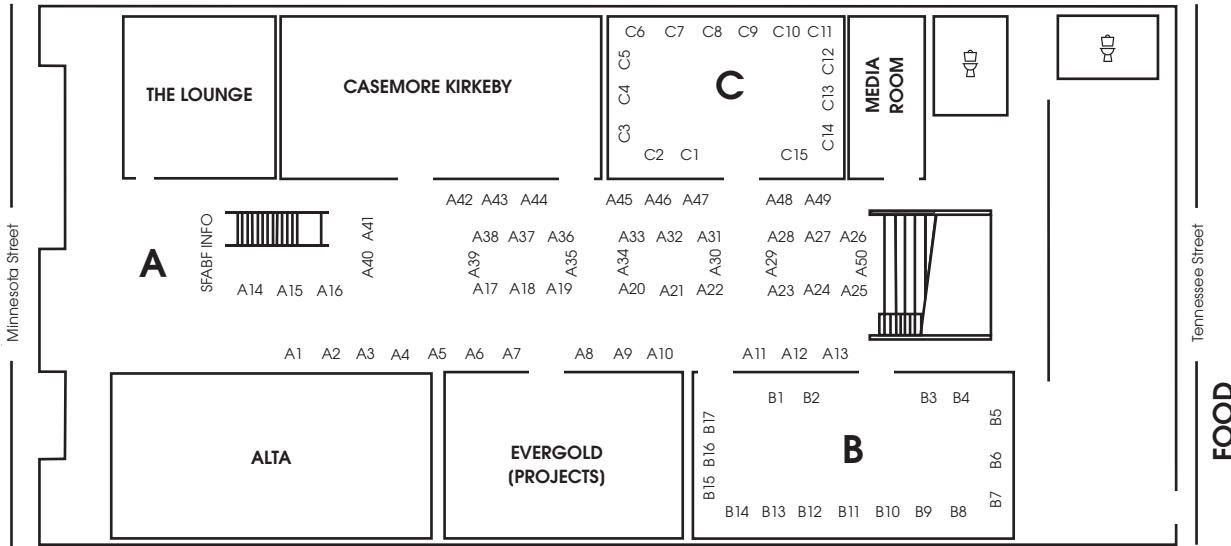 THE LOUNGE
CASEMORE KIRKEBY
C6 C7 C8 C9 C10 C11
C5
C4
C3
C
C12
C13
C14
C2 C1 C15
MEDIA
ROOM
A42 A43 A44 A45 A46 A47 A48 A49
Minnesota Street
A
SFABF INFO
A41
A40
A38 A37 A36 A33 A32 A31 A28 A27 A26
A39 A35 A34 A30 A29 A50
A14 A15 A16 A17 A18 A19 A20 A21 A22 A23 A24 A25
Tennessee Street
A1 A2 A3 A4 A5 A6 A7 A8 A9 A10 A11 A12 A13
ALTA
EVERGOLD
(PROJECTS)
B1 B2 B3 B4
B17
B16
B15
B
B5
B6
B7
B14 B13 B12 B11 B10 B9 B8
FOOD